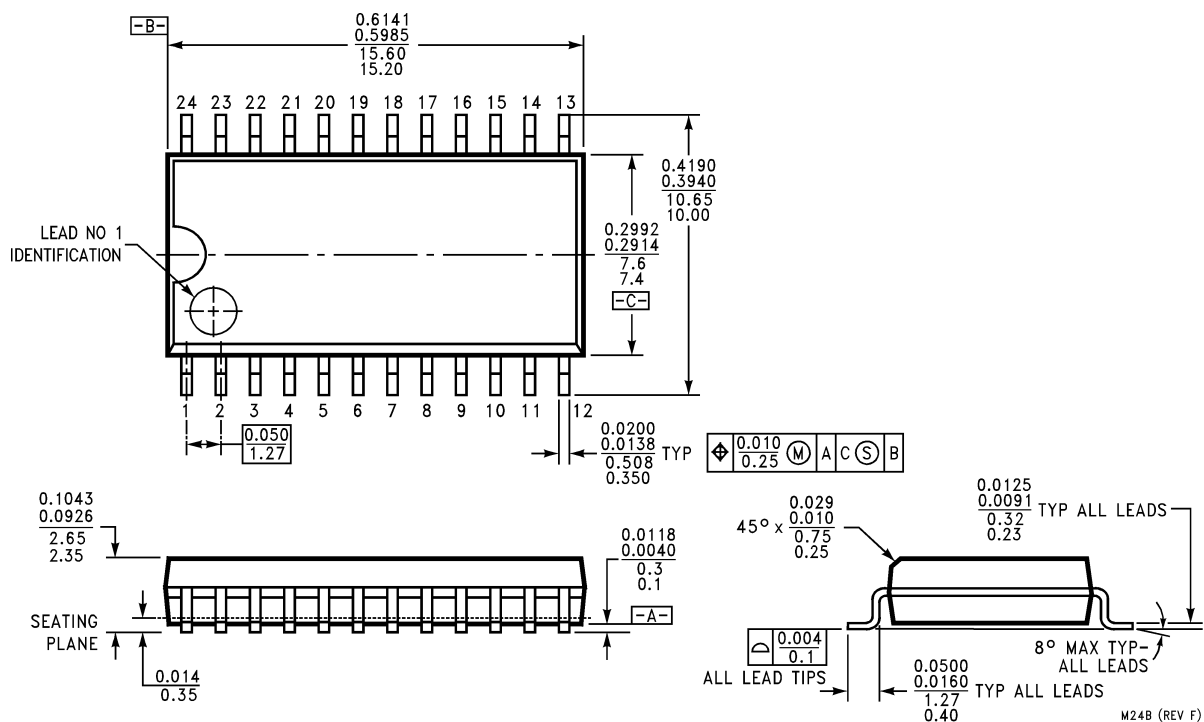 -B-
0.6141
0.5985
15.60
15.20
24 23 22 21 20 19 18 17 16 15 14 13
0.4190
0.3940
10.65
10.00
LEAD NO 1
IDENTIFICATION
0.2992
0.2914
7.6
7.4
-C-
1 2 3 4 5 6 7 8 9 10 11 12
0.050
1.27
0.0200
0.0138
0.508
0.350
TYP
0.010
0.25
M A C S B
0.1043
0.0926
2.65
2.35
0.0118
0.0040
0.3
0.1
-A-
SEATING
PLANE
0.014
0.35
45° x
0.029
0.010
0.75
0.25
0.0125
0.0091
0.32
0.23
TYP ALL LEADS
0.004
0.1
ALL LEAD TIPS
0.0500
0.0160
1.27
0.40
TYP ALL LEADS
8° MAX TYP-
ALL LEADS
M24B (REV F)